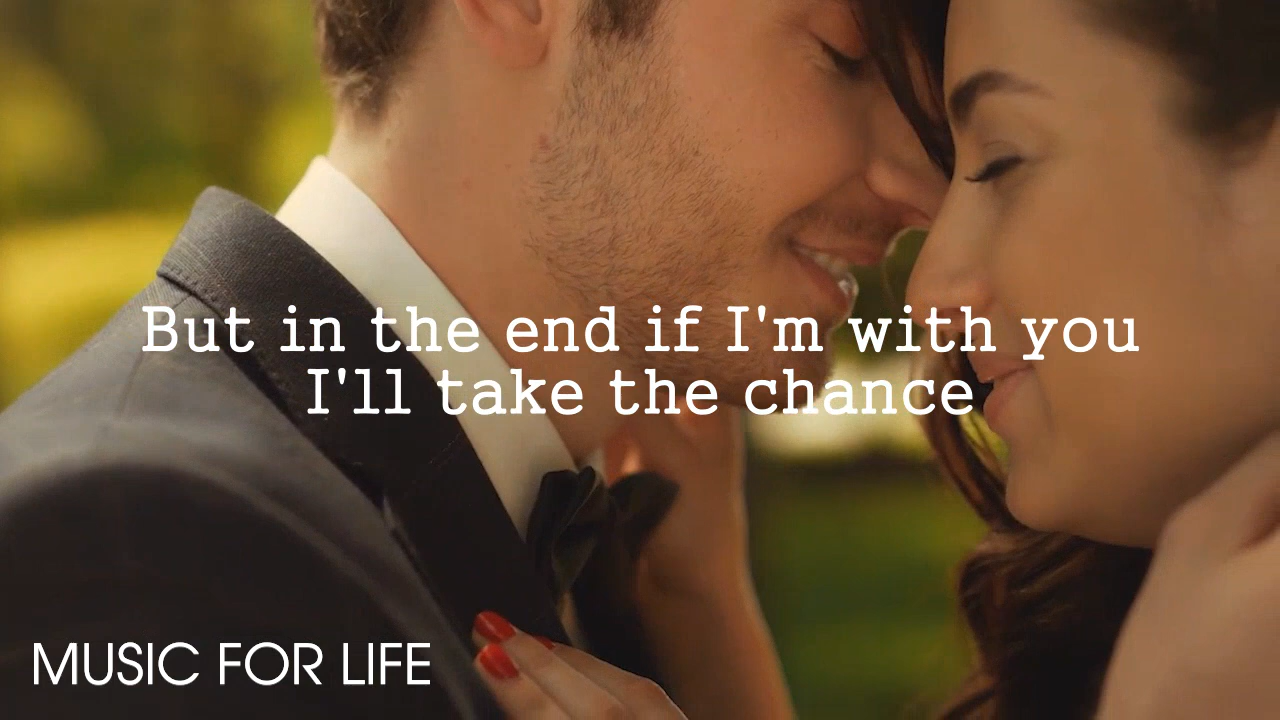 But in the end if I'm with you
I'll take the chance
MUSIC FOR LIFE